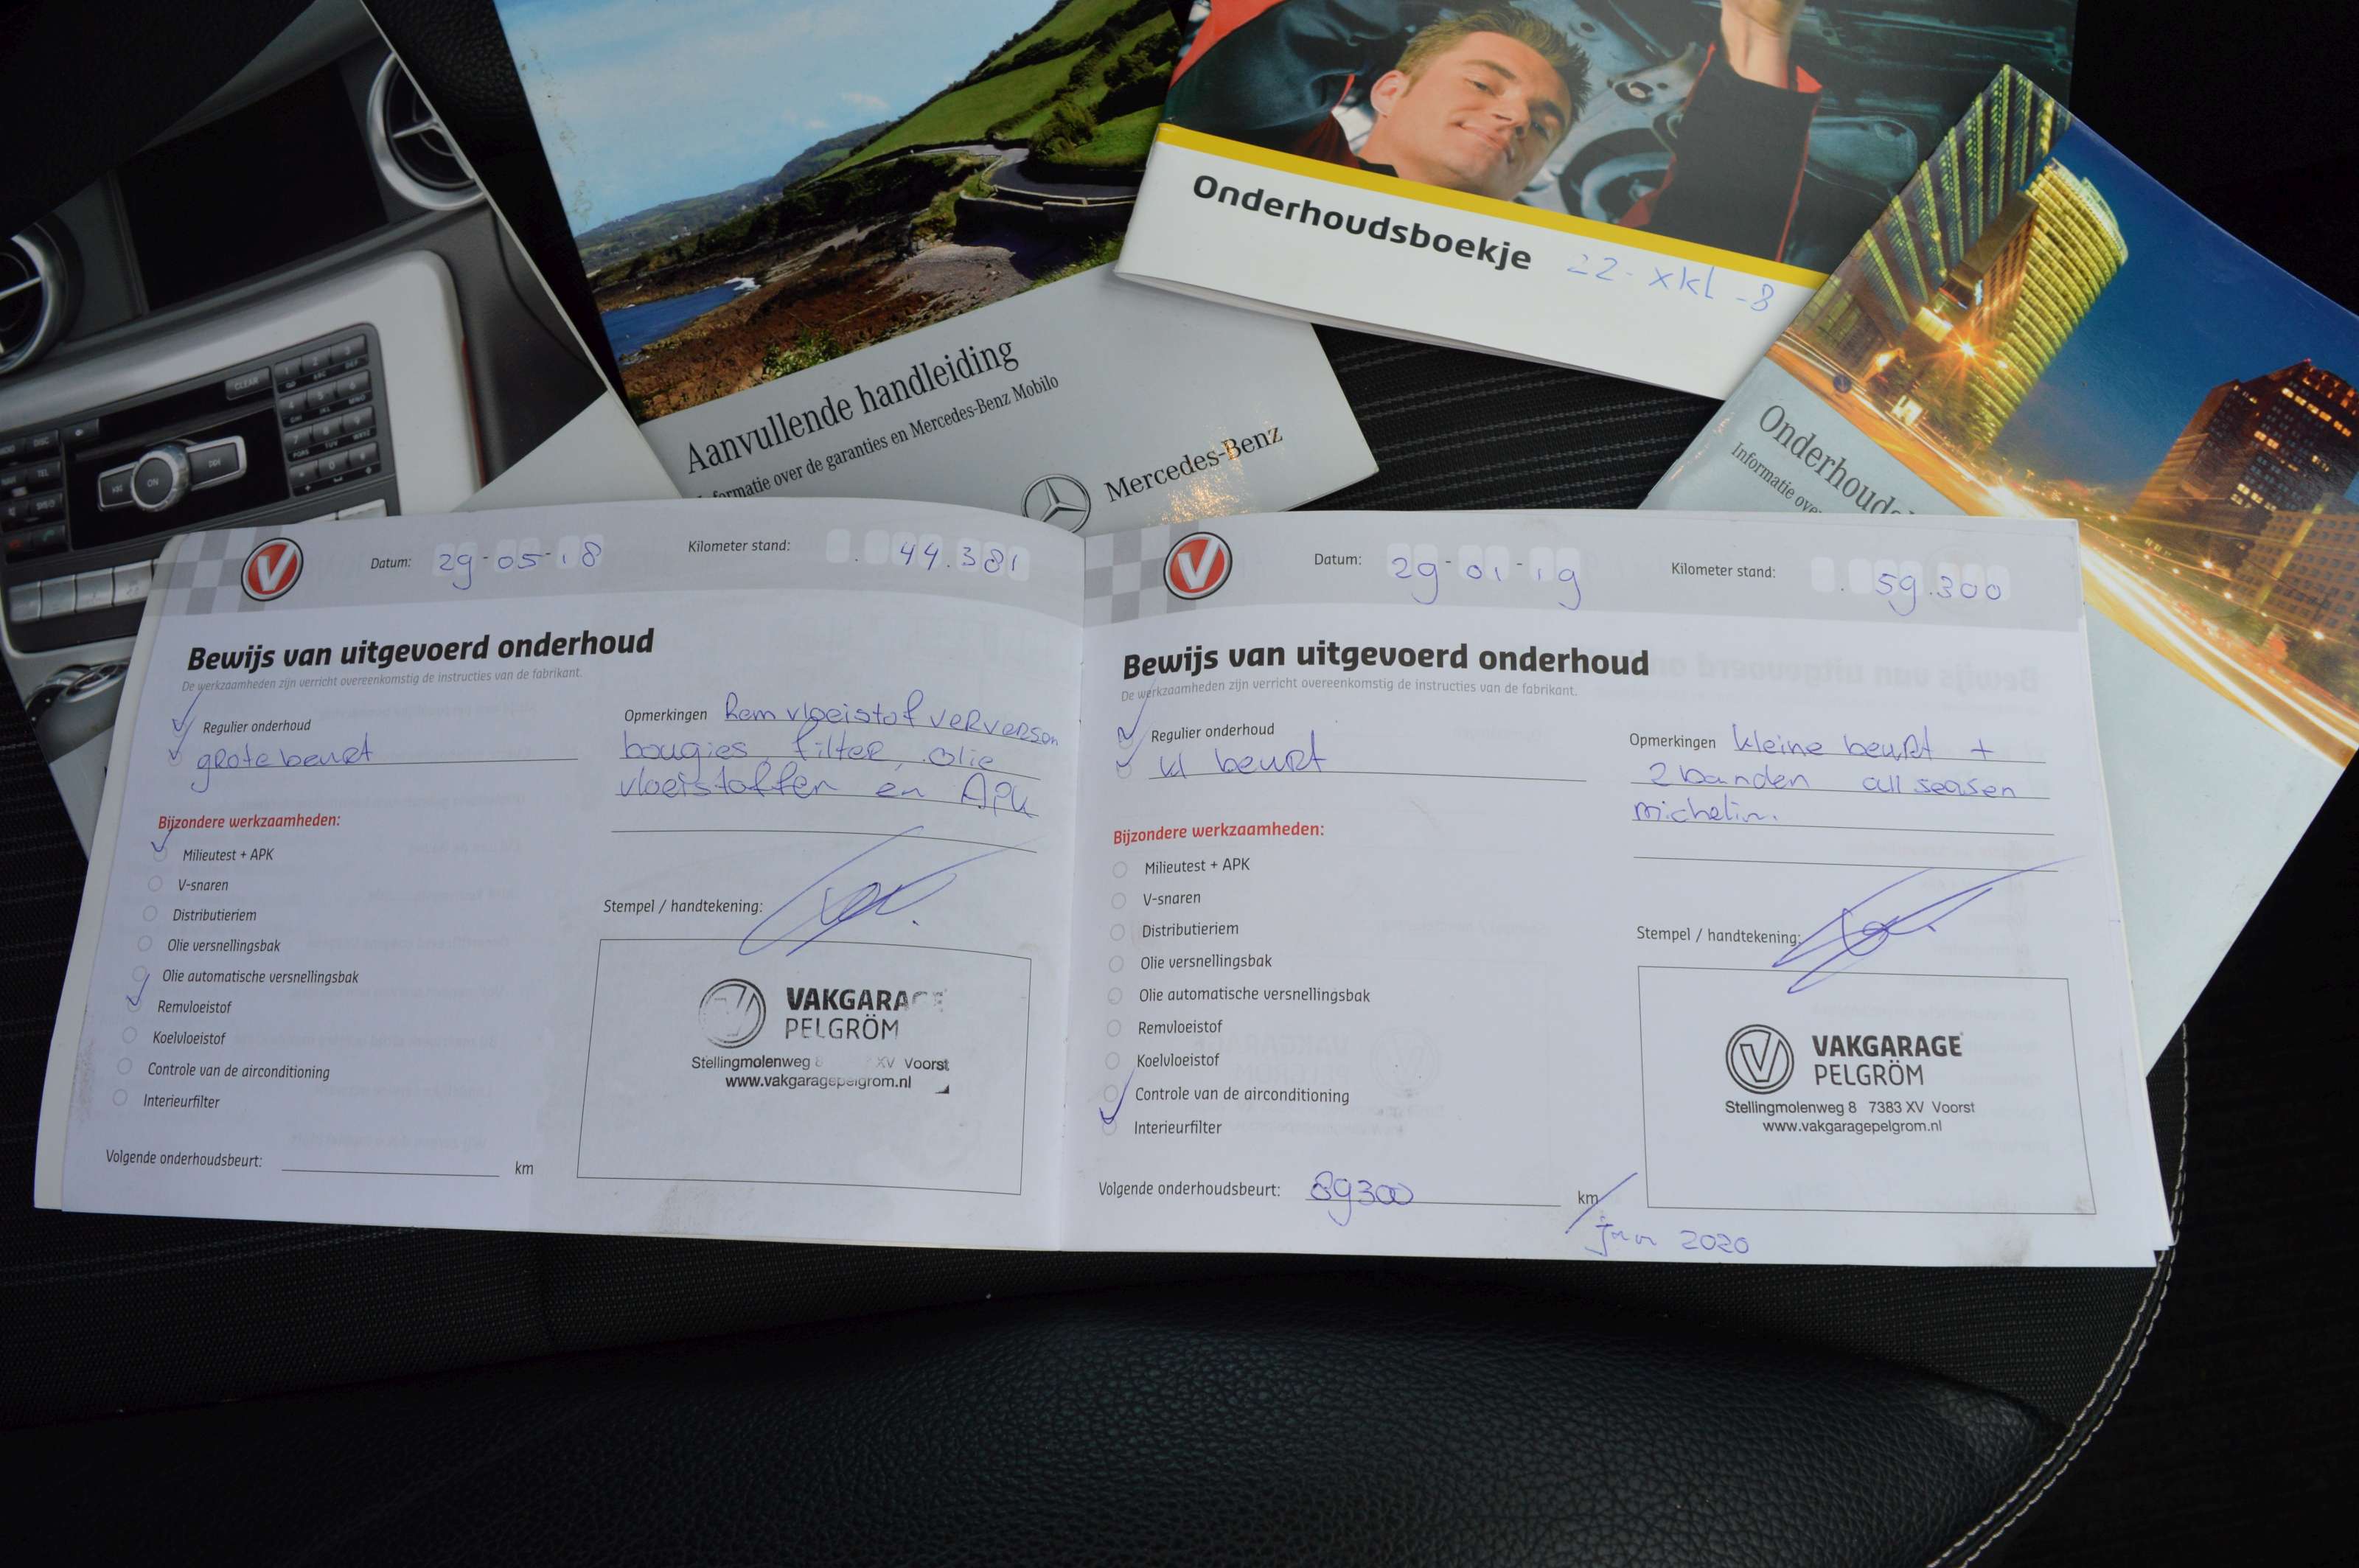 Onderhoudsboekje 22-xkl-8
Aanvullende handleiding
informatie over de garanties en Mercedes-Benz Mobilo
Mercedes-Benz
Onderhouds
Informatie over
CLEAR
ON
Datum: 29-05-18 Kilometer stand: 44.381
Bewijs van uitgevoerd onderhoud
De werkzaamheden zijn verricht overeenkomstig de instructies van de fabrikant.
Regulier onderhoud
grote beurt
Opmerkingen Remvloeistof ververson
bougies, filter, olie
vloeistoffen en Apk
Bijzondere werkzaamheden:
Milieutest + APK
V-snaren
Distributieriem
Olie versnellingsbak
Olie automatische versnellingsbak
Remvloeistof
Koelvloeistof
Controle van de airconditioning
Interieurfilter
Stempel / handtekening:
VAKGARAGE
PELGRÖM
Stellingmolenweg 8 XV Voorst
www.vakgaragepelgrom.nl
Volgende onderhoudsbeurt: km
Datum: 29-01-19 Kilometer stand: 59.300
Bewijs van uitgevoerd onderhoud
De werkzaamheden zijn verricht overeenkomstig de instructies van de fabrikant.
Regulier onderhoud
kl beurt
Opmerkingen kleine beurt +
2 banden all seasen
michelin.
Bijzondere werkzaamheden:
Milieutest + APK
V-snaren
Distributieriem
Olie versnellingsbak
Olie automatische versnellingsbak
Remvloeistof
Koelvloeistof
Controle van de airconditioning
Interieurfilter
Stempel / handtekening:
VAKGARAGE
PELGRÖM
Stellingmolenweg 8 7383 XV Voorst
www.vakgaragepelgrom.nl
Volgende onderhoudsbeurt: 89300 km
/ Jan 2020